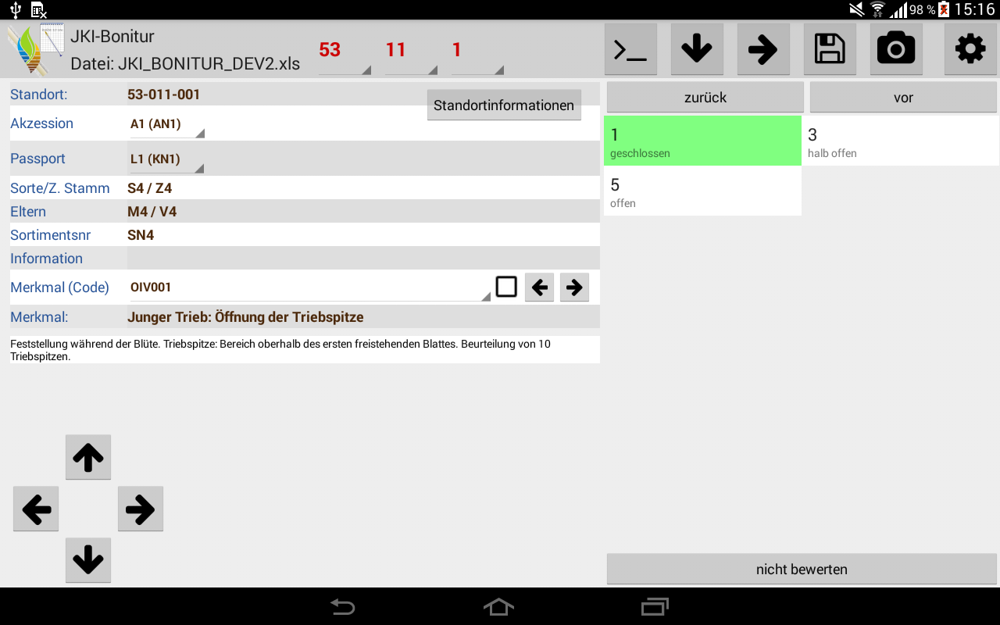 98 % 15:16
JKI-Bonitur
Datei: JKI_BONITUR_DEV2.xls
53 11 1
>_
Standort: 53-011-001
Standortinformationen
Akzession A1 (AN1)
Passport L1 (KN1)
Sorte/Z. Stamm S4 / Z4
Eltern M4 / V4
Sortimentsnr SN4
Information
Merkmal (Code) OIV001
Merkmal: Junger Trieb: Öffnung der Triebspitze
Feststellung während der Blüte. Triebspitze: Bereich oberhalb des ersten freistehenden Blattes. Beurteilung von 10
Triebspitzen.
zurück vor
1 3
geschlossen halb offen
5
offen
nicht bewerten